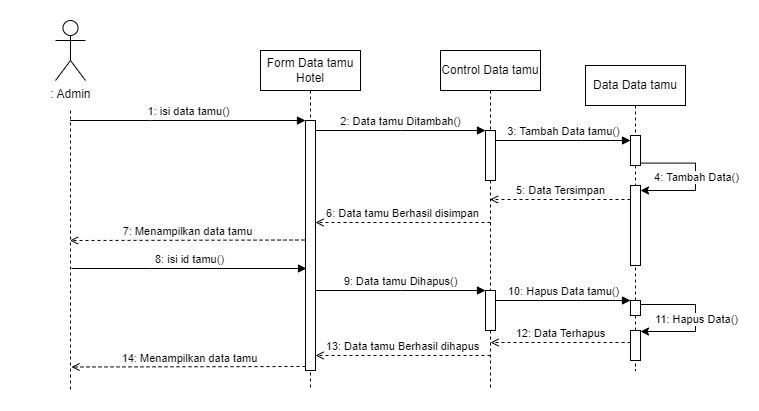 : Admin
Form Data tamu
Hotel
Control Data tamu
Data Data tamu
1: isi data tamu()
2: Data tamu Ditambah()
3: Tambah Data tamu()
4: Tambah Data()
5: Data Tersimpan
6: Data tamu Berhasil disimpan
7: Menampilkan data tamu
8: isi id tamu()
9: Data tamu Dihapus()
10: Hapus Data tamu()
11: Hapus Data()
12: Data Terhapus
13: Data tamu Berhasil dihapus
14: Menampilkan data tamu